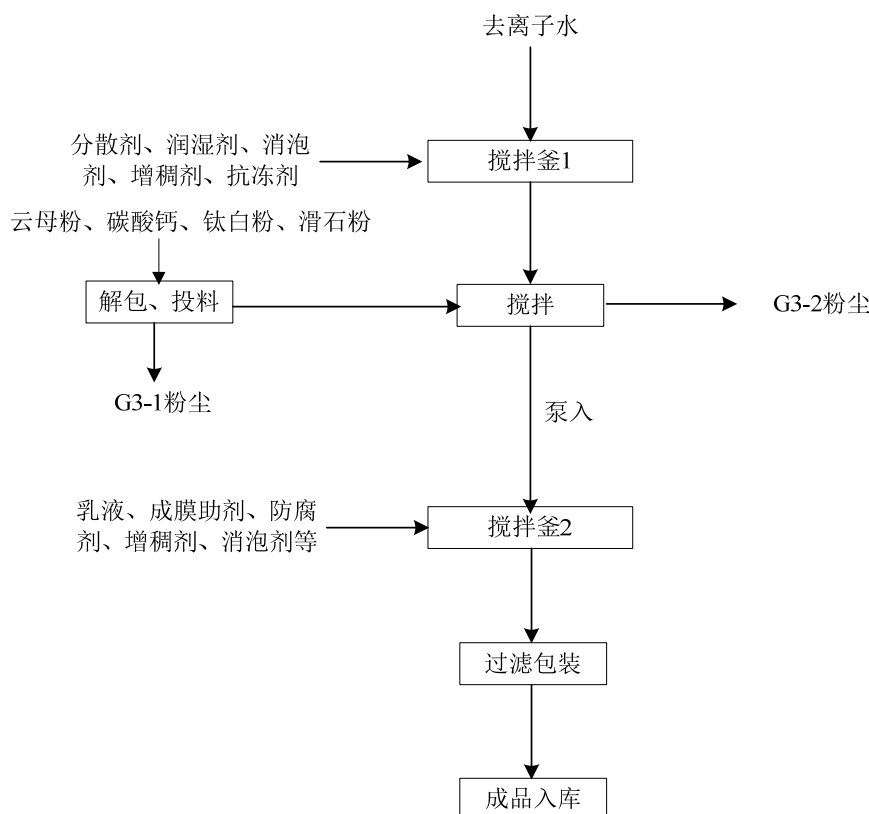 去离子水
分散剂、润湿剂、消泡
剂、增稠剂、抗冻剂
搅拌釜1
云母粉、碳酸钙、钛白粉、滑石粉
解包、投料
搅拌
G3-2粉尘
G3-1粉尘
泵入
乳液、成膜助剂、防腐
剂、增稠剂、消泡剂等
搅拌釜2
过滤包装
成品入库